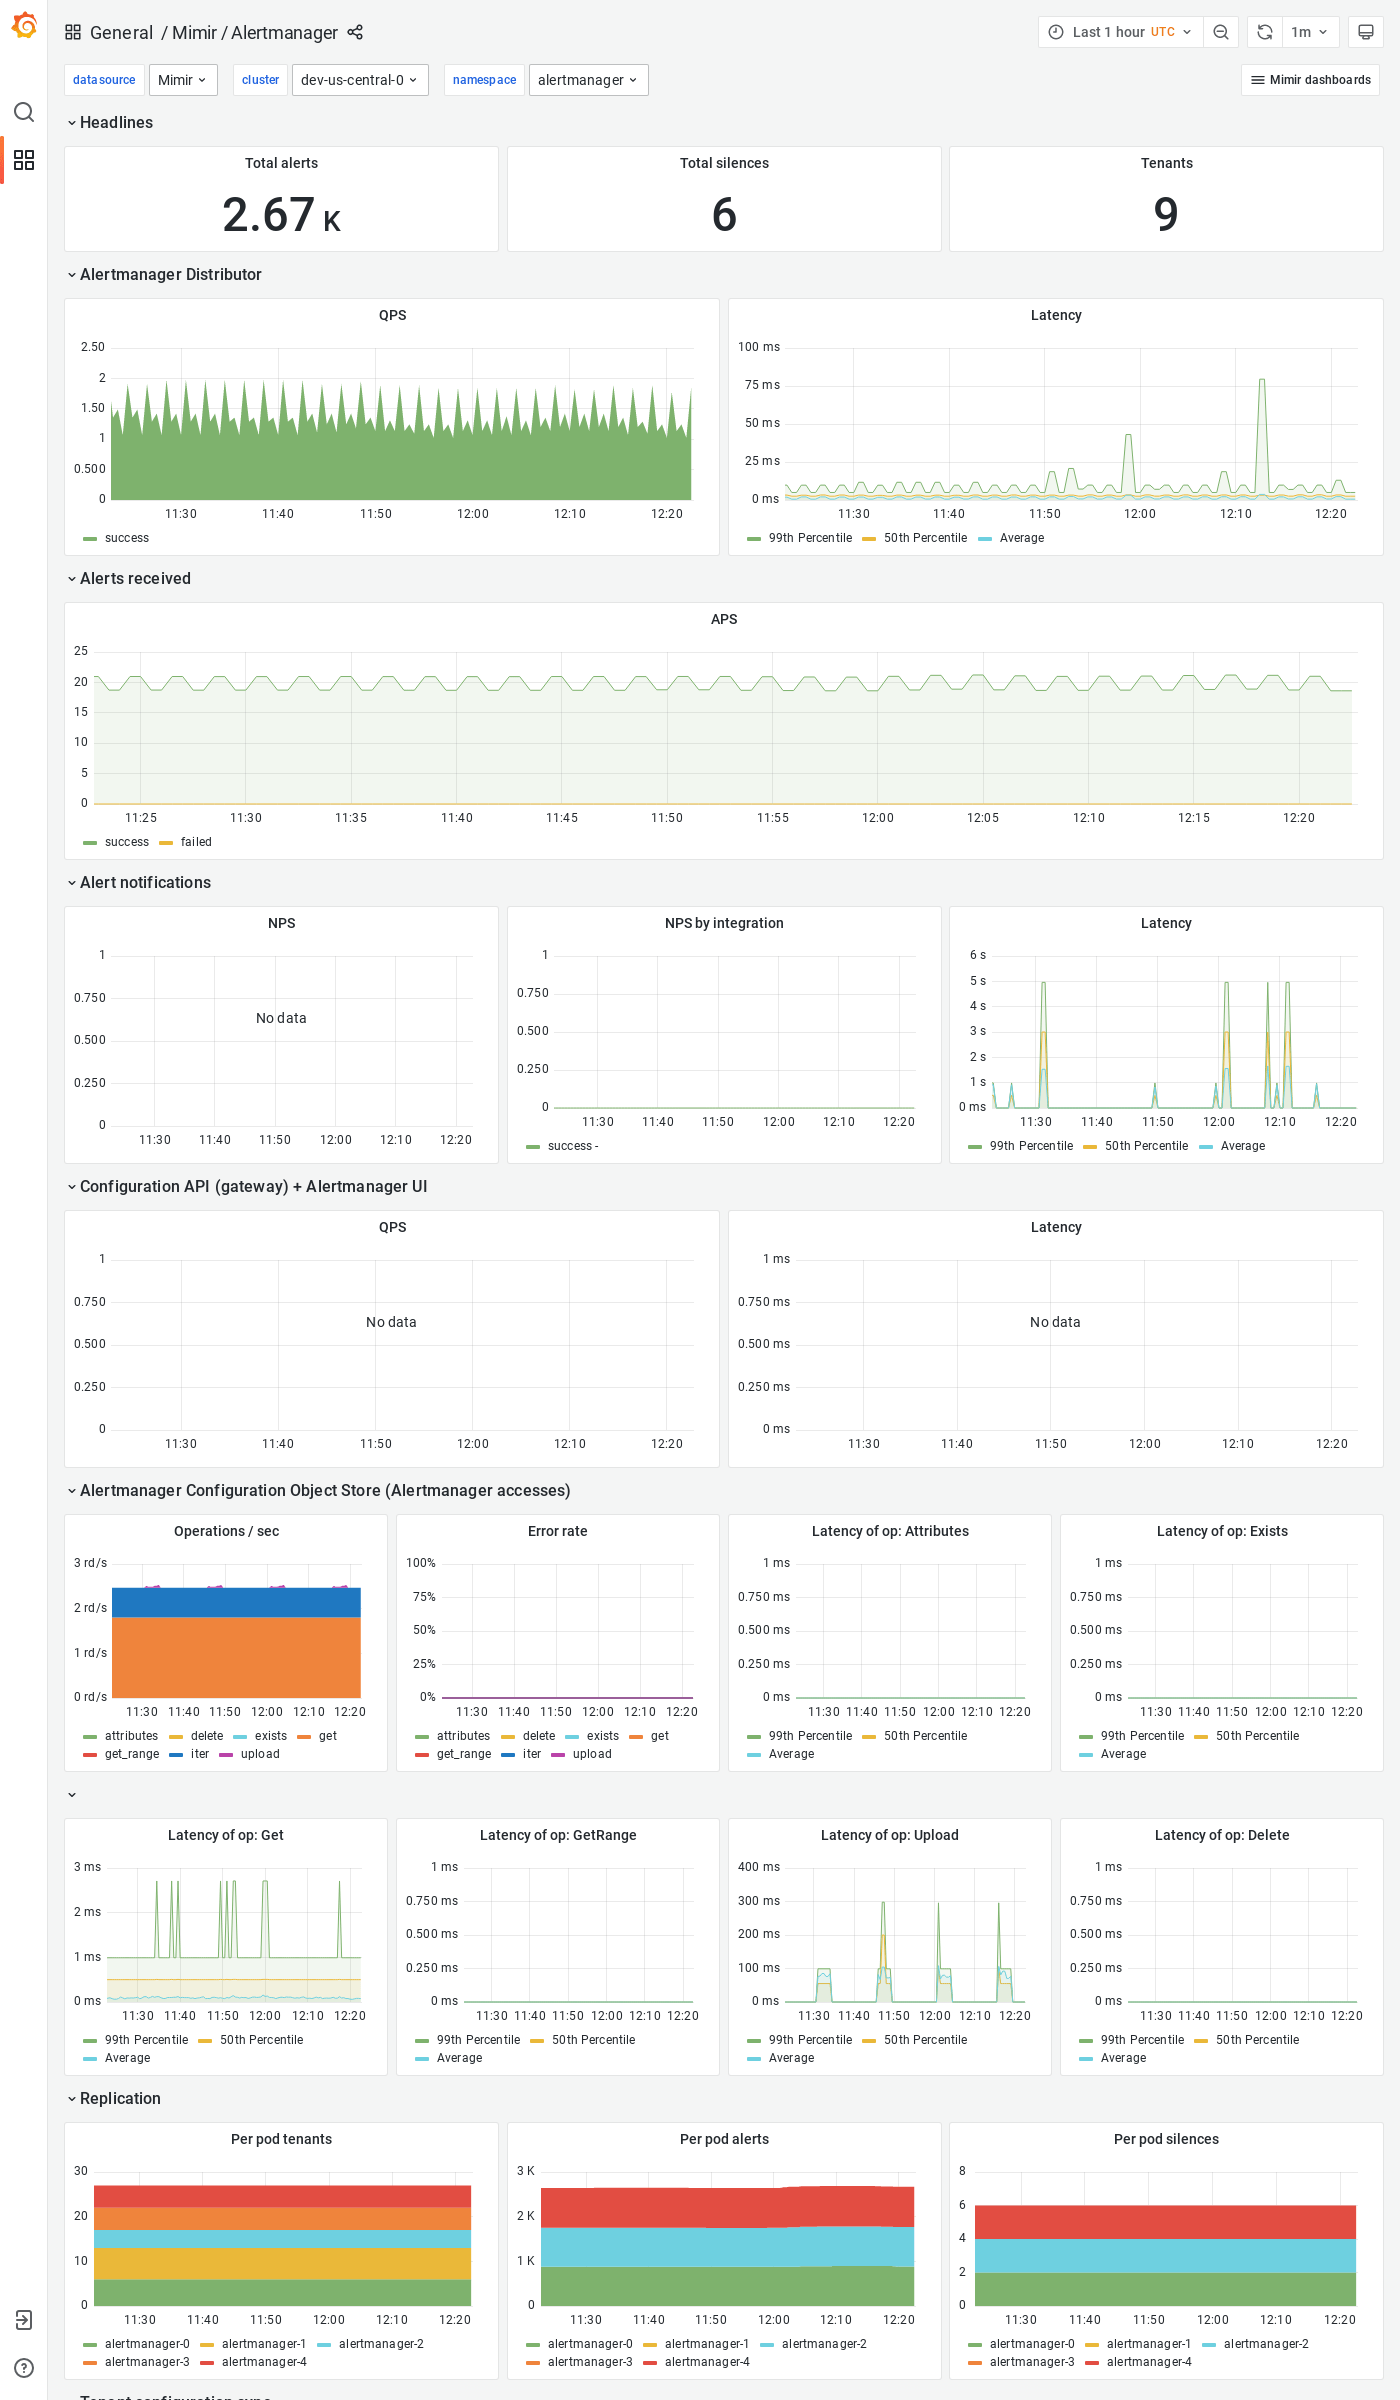 General / Mimir / Alertmanager
Last 1 hour UTC
1m
datasource Mimir cluster dev-us-central-0 namespace alertmanager Mimir dashboards
Headlines
Total alerts
2.67 K
Total silences
6
Tenants
9
Alertmanager Distributor
QPS
2.50
2
1.50
1
0.500
0
11:30 11:40 11:50 12:00 12:10 12:20
success
Latency
100 ms
75 ms
50 ms
25 ms
0 ms
11:30 11:40 11:50 12:00 12:10 12:20
99th Percentile 50th Percentile Average
Alerts received
APS
25
20
15
10
5
0
11:25 11:30 11:35 11:40 11:45 11:50 11:55 12:00 12:05 12:10 12:15 12:20
success failed
Alert notifications
NPS
1
0.750
No data
0.500
0.250
0
11:30 11:40 11:50 12:00 12:10 12:20
NPS by integration
1
0.750
0.500
0.250
0
11:30 11:40 11:50 12:00 12:10 12:20
success -
Latency
6 s
5 s
4 s
3 s
2 s
1 s
0 ms
11:30 11:40 11:50 12:00 12:10 12:20
99th Percentile 50th Percentile Average
Configuration API (gateway) + Alertmanager UI
QPS
1
0.750
No data
0.500
0.250
0
11:30 11:40 11:50 12:00 12:10 12:20
Latency
1 ms
0.750 ms
No data
0.500 ms
0.250 ms
0 ms
11:30 11:40 11:50 12:00 12:10 12:20
Alertmanager Configuration Object Store (Alertmanager accesses)
Operations / sec
3 rd/s
2 rd/s
1 rd/s
0 rd/s
11:30 11:40 11:50 12:00 12:10 12:20
attributes delete exists get
get_range iter upload
Error rate
100%
75%
50%
25%
0%
11:30 11:40 11:50 12:00 12:10 12:20
attributes delete exists get
get_range iter upload
Latency of op: Attributes
1 ms
0.750 ms
0.500 ms
0.250 ms
0 ms
11:30 11:40 11:50 12:00 12:10 12:20
99th Percentile 50th Percentile
Average
Latency of op: Exists
1 ms
0.750 ms
0.500 ms
0.250 ms
0 ms
11:30 11:40 11:50 12:00 12:10 12:20
99th Percentile 50th Percentile
Average
Latency of op: Get
3 ms
2 ms
1 ms
0 ms
11:30 11:40 11:50 12:00 12:10 12:20
99th Percentile 50th Percentile
Average
Latency of op: GetRange
1 ms
0.750 ms
0.500 ms
0.250 ms
0 ms
11:30 11:40 11:50 12:00 12:10 12:20
99th Percentile 50th Percentile
Average
Latency of op: Upload
400 ms
300 ms
200 ms
100 ms
0 ms
11:30 11:40 11:50 12:00 12:10 12:20
99th Percentile 50th Percentile
Average
Latency of op: Delete
1 ms
0.750 ms
0.500 ms
0.250 ms
0 ms
11:30 11:40 11:50 12:00 12:10 12:20
99th Percentile 50th Percentile
Average
Replication
Per pod tenants
30
20
10
0
11:30 11:40 11:50 12:00 12:10 12:20
alertmanager-0 alertmanager-1 alertmanager-2
alertmanager-3 alertmanager-4
Per pod alerts
3 K
2 K
1 K
0
11:30 11:40 11:50 12:00 12:10 12:20
alertmanager-0 alertmanager-1 alertmanager-2
alertmanager-3 alertmanager-4
Per pod silences
8
6
4
2
0
11:30 11:40 11:50 12:00 12:10 12:20
alertmanager-0 alertmanager-1 alertmanager-2
alertmanager-3 alertmanager-4